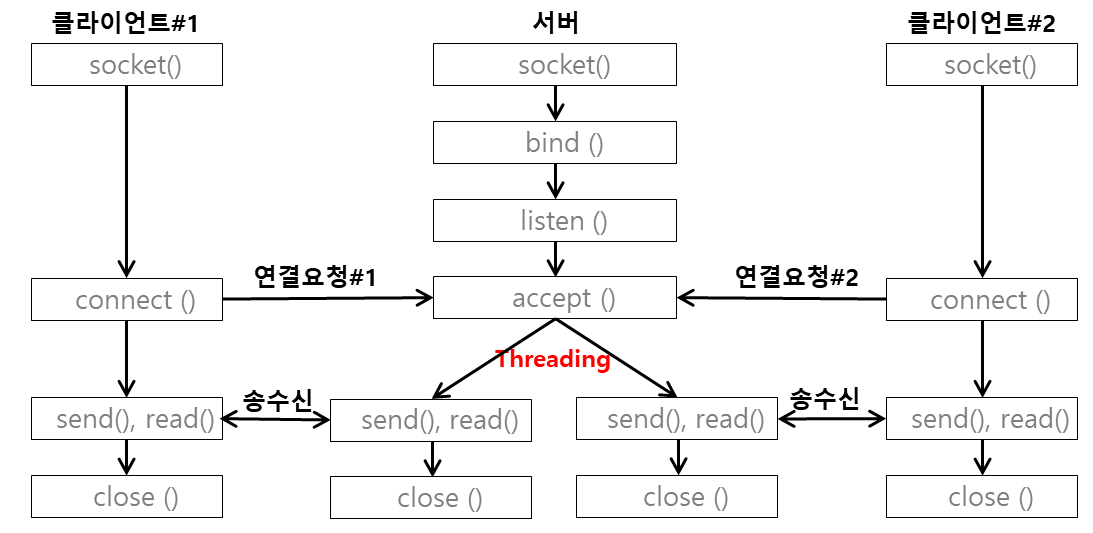 클라이언트#1
서버
클라이언트#2
socket()
socket()
socket()
bind ()
listen ()
연결요청#1
연결요청#2
connect ()
accept ()
connect ()
Threading
송수신
송수신
send(), read()
send(), read()
send(), read()
send(), read()
close ()
close ()
close ()
close ()